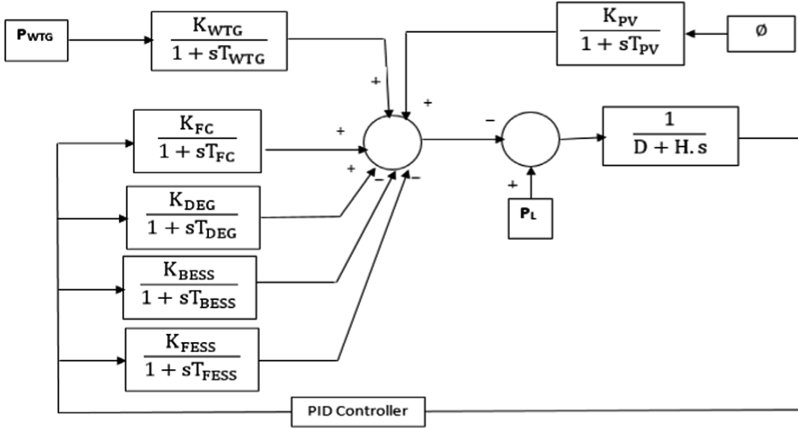 P_WTG
K_WTG
1 + sT_WTG
K_PV
1 + sT_PV
Ø
+
+
K_FC
1 + sT_FC
+
+
−
−
−
+
1
D + H.s
P_L
K_DEG
1 + sT_DEG
K_BESS
1 + sT_BESS
K_FESS
1 + sT_FESS
PID Controller